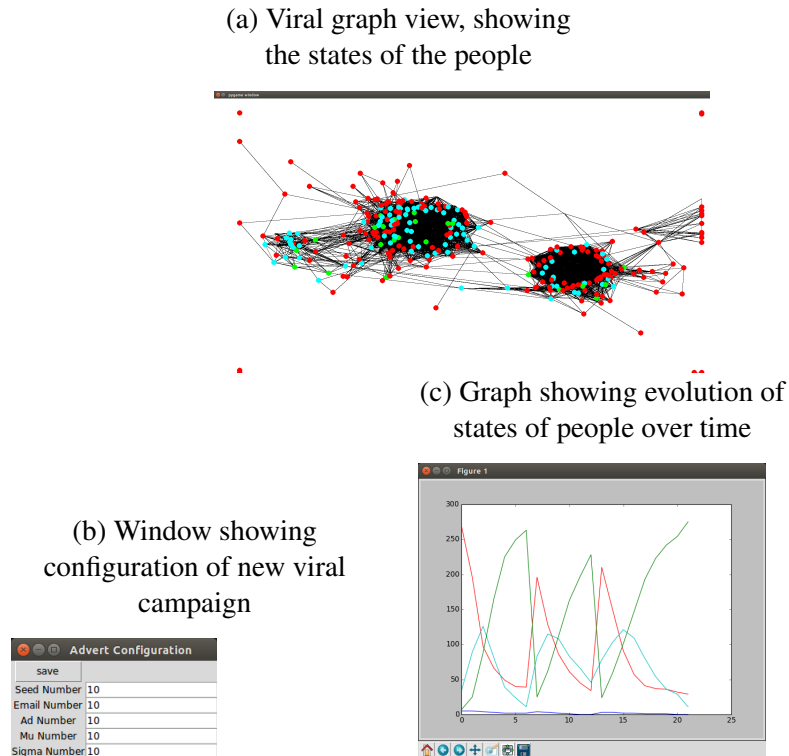 (a) Viral graph view, showing
the states of the people
pygame window
(c) Graph showing evolution of
states of people over time
Figure 1
300
250
200
150
100
50
0
0
5
10
15
20
25
(b) Window showing
configuration of new viral
campaign
Advert Configuration
save
Seed Number 10
Email Number 10
Ad Number 10
Mu Number 10
Sigma Number 10